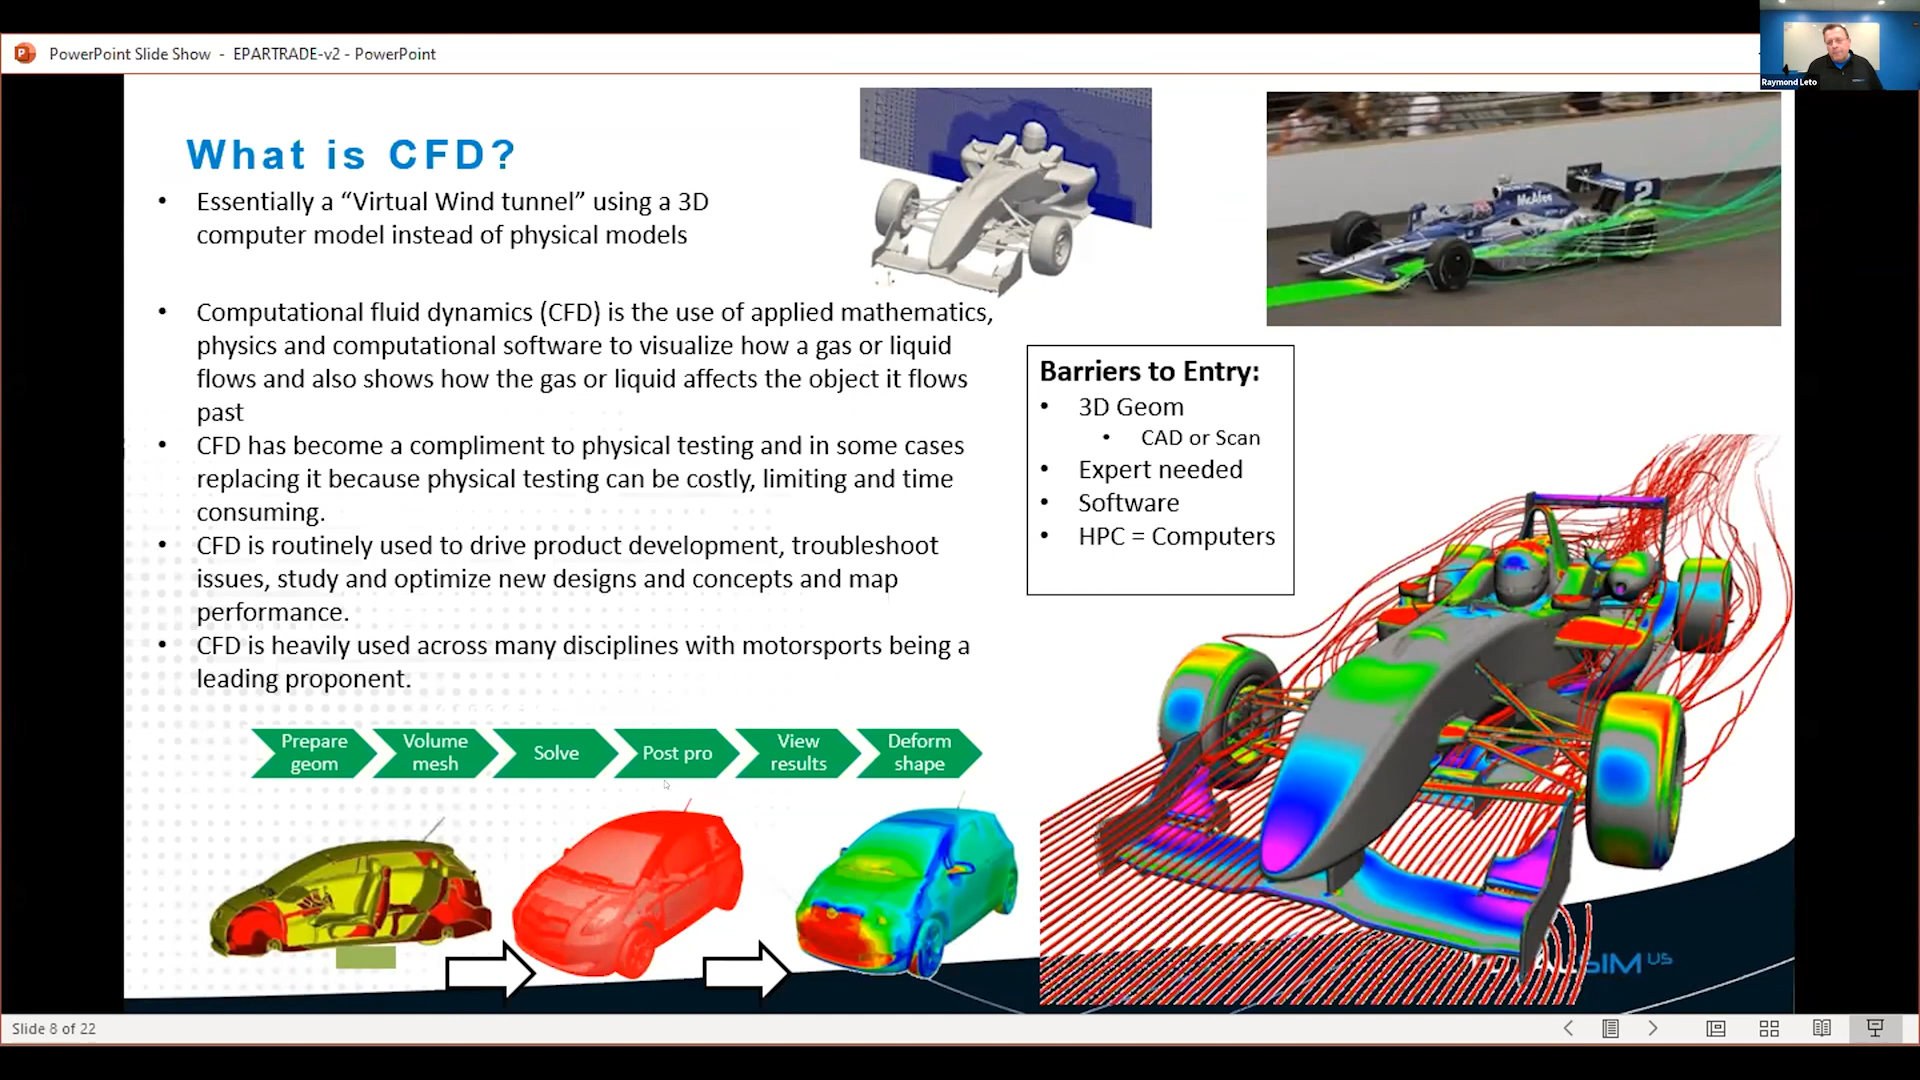 PowerPoint Slide Show - EPARTRADE-v2 - PowerPoint
Raymond Leto
What is CFD?
• Essentially a “Virtual Wind tunnel” using a 3D
computer model instead of physical models
• Computational fluid dynamics (CFD) is the use of applied mathematics,
physics and computational software to visualize how a gas or liquid
flows and also shows how the gas or liquid affects the object it flows
past
• CFD has become a compliment to physical testing and in some cases
replacing it because physical testing can be costly, limiting and time
consuming.
• CFD is routinely used to drive product development, troubleshoot
issues, study and optimize new designs and concepts and map
performance.
• CFD is heavily used across many disciplines with motorsports being a
leading proponent.
McAfee
2
Barriers to Entry:
• 3D Geom
• CAD or Scan
• Expert needed
• Software
• HPC = Computers
Prepare
geom
Volume
mesh
Solve
Post pro
View
results
Deform
shape
SIM US
Slide 8 of 22